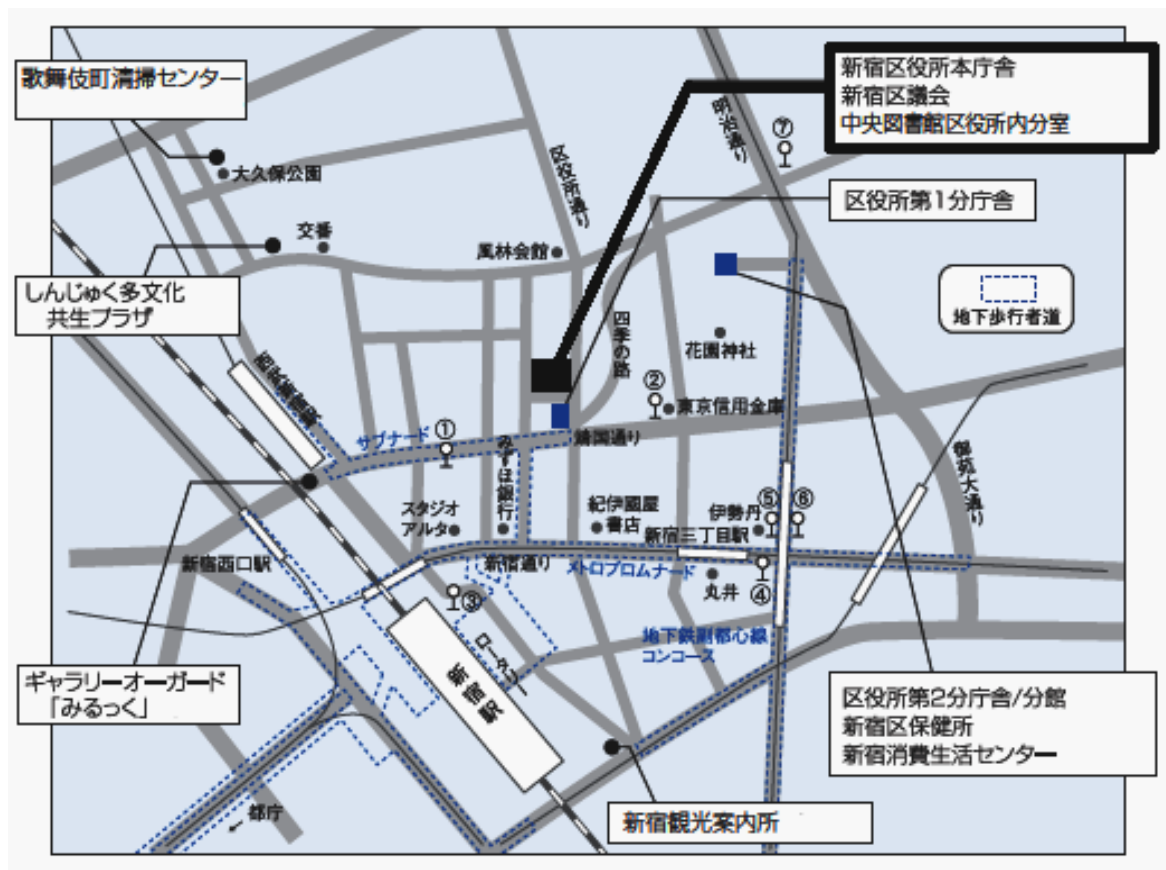 歌舞伎町清掃センター
新宿区役所本庁舎
新宿区議会
中央図書館区役所内分室
明治通り
⑦
区役所通り
大久保公園
区役所第1分庁舎
交番
風林会館
しんじゅく多文化
共生プラザ
地下歩行者道
四季の路
花園神社
②
東京信用金庫
サブナード
①
靖国通り
みずほ銀行
御苑大通り
スタジオ
アルタ
紀伊國屋
書店
伊勢丹
⑤
⑥
新宿三丁目駅
新宿西口駅
新宿通り
メトロプロムナード
丸井
④
③
ロータリー
地下鉄副都心線
コンコース
新宿駅
ギャラリーオーガード
「みるっく」
区役所第2分庁舎/分館
新宿区保健所
新宿消費生活センター
都庁
新宿観光案内所